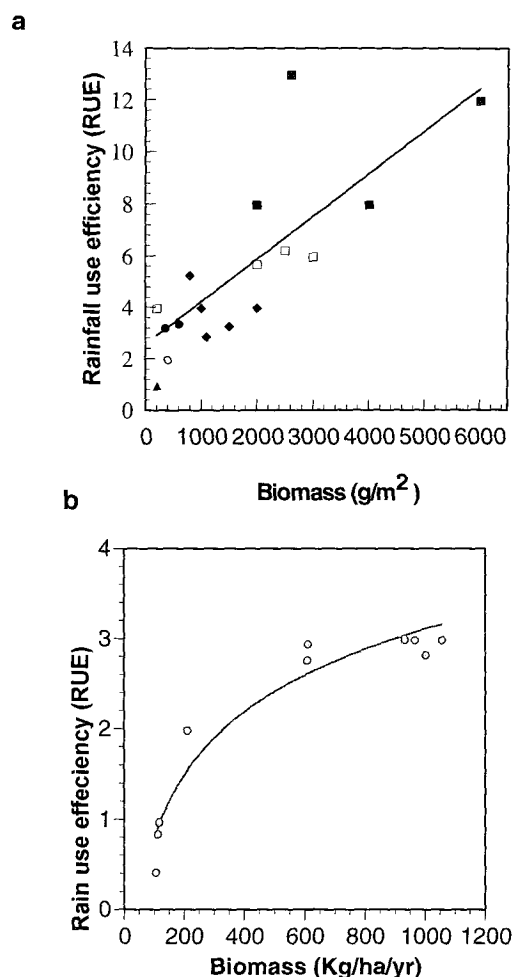 a
14
12
10
8
6
4
2
0
Rainfall use efficiency (RUE)
0 1000 2000 3000 4000 5000 6000
Biomass (g/m2)
b
4
3
2
1
0
Rain use effeciency (RUE)
0 200 400 600 800 1000 1200
Biomass (Kg/ha/yr)